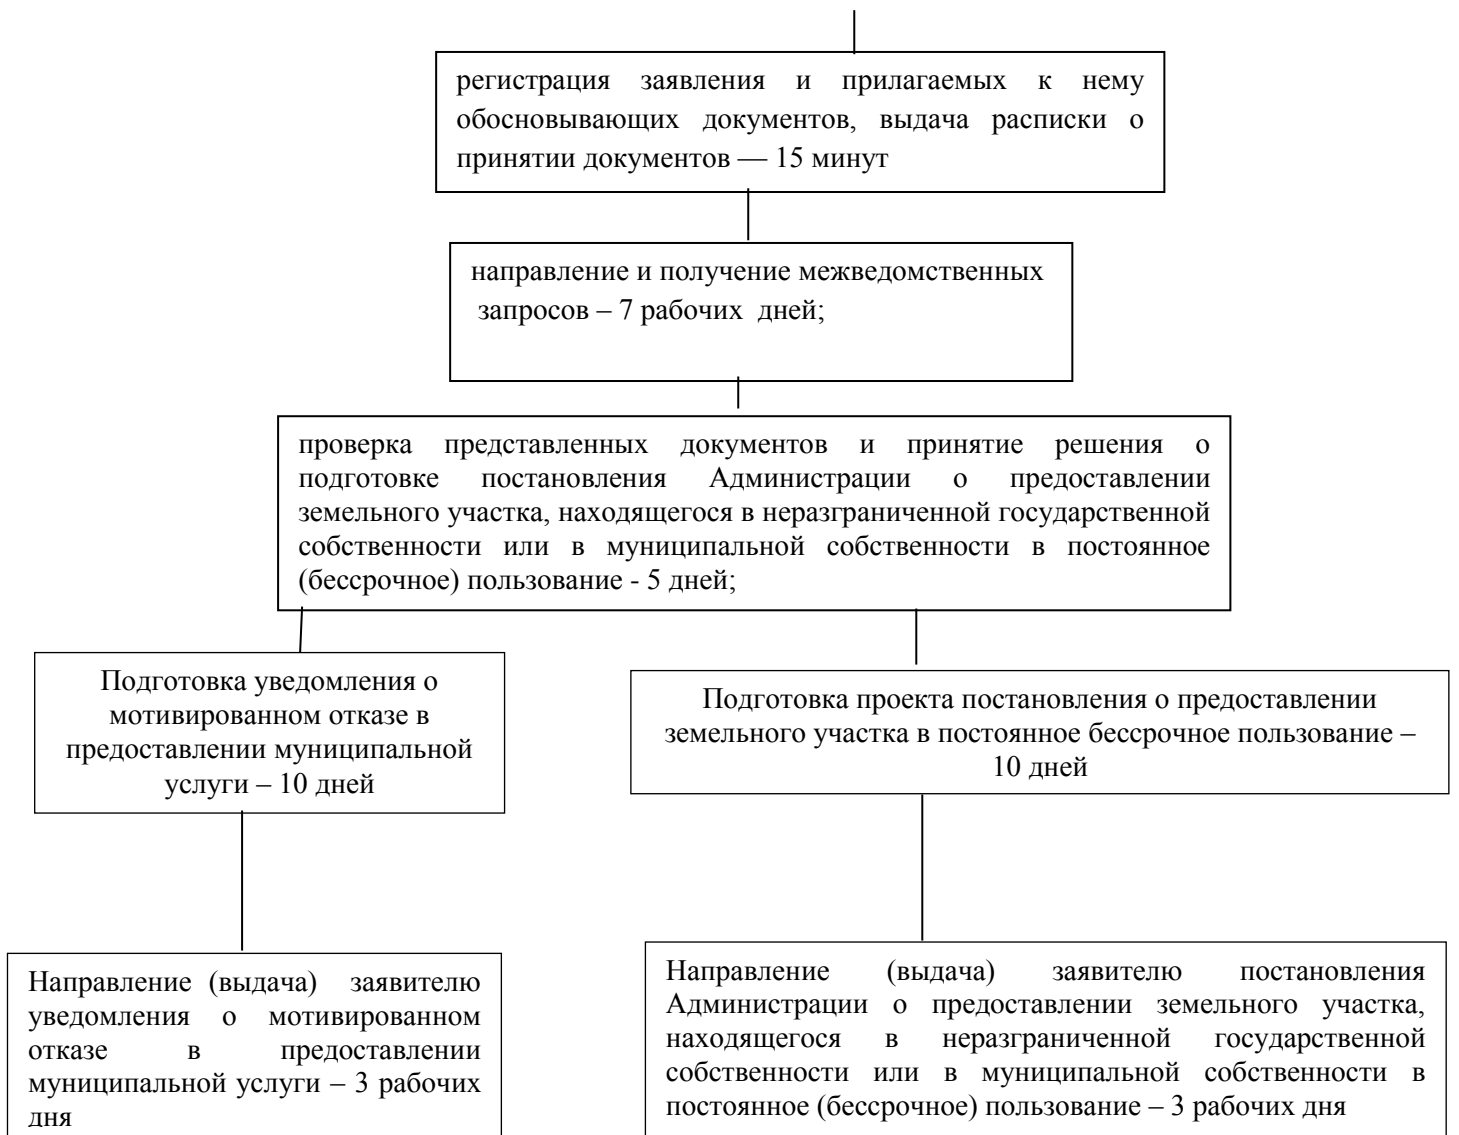 регистрация заявления и прилагаемых к нему
обосновывающих документов, выдача расписки о
принятии документов — 15 минут
направление и получение межведомственных
запросов – 7 рабочих дней;
проверка представленных документов и принятие решения о
подготовке постановления Администрации о предоставлении
земельного участка, находящегося в неразграниченной государственной
собственности или в муниципальной собственности в постоянное
(бессрочное) пользование - 5 дней;
Подготовка уведомления о
мотивированном отказе в
предоставлении муниципальной
услуги – 10 дней
Подготовка проекта постановления о предоставлении
земельного участка в постоянное бессрочное пользование –
10 дней
Направление (выдача) заявителю
уведомления о мотивированном
отказе в предоставлении
муниципальной услуги – 3 рабочих
дня
Направление (выдача) заявителю постановления
Администрации о предоставлении земельного участка,
находящегося в неразграниченной государственной
собственности или в муниципальной собственности в
постоянное (бессрочное) пользование – 3 рабочих дня